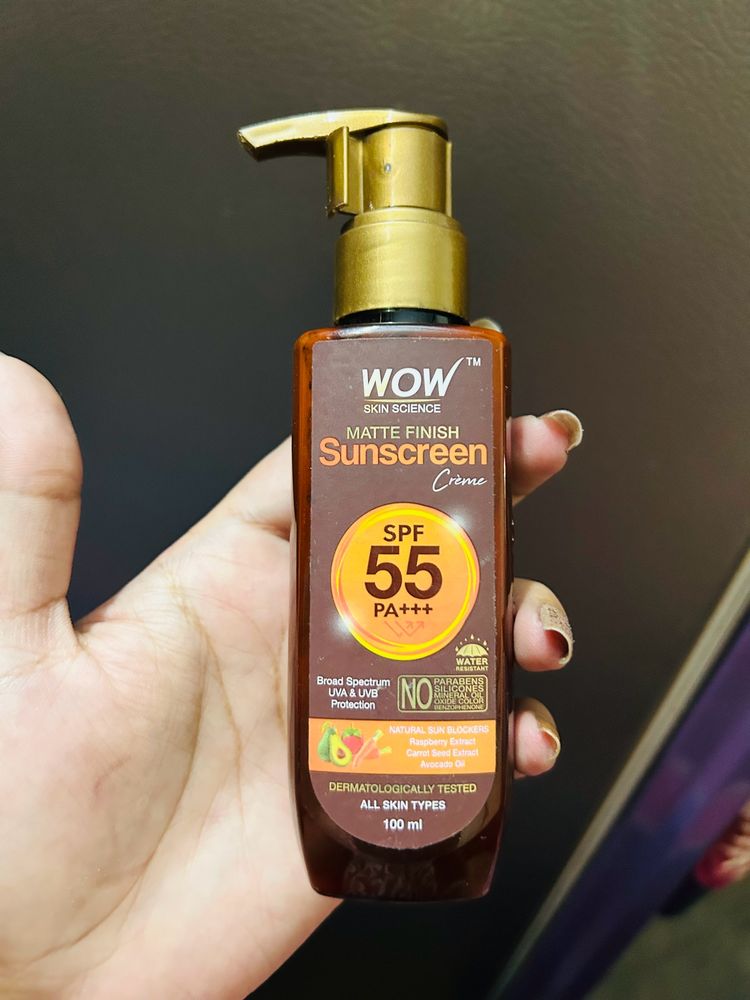 WOW™
SKIN SCIENCE
MATTE FINISH
Sunscreen
Crème
SPF
55
PA+++
WATER
RESISTANT
Broad Spectrum
UVA & UVB
Protection
NO
PARABENS
SILICONES
MINERAL OIL
OXIDE COLOR
BENZOPHENONE
NATURAL SUN BLOCKERS
Raspberry Extract
Carrot Seed Extract
Avocado Oil
DERMATOLOGICALLY TESTED
ALL SKIN TYPES
100 ml